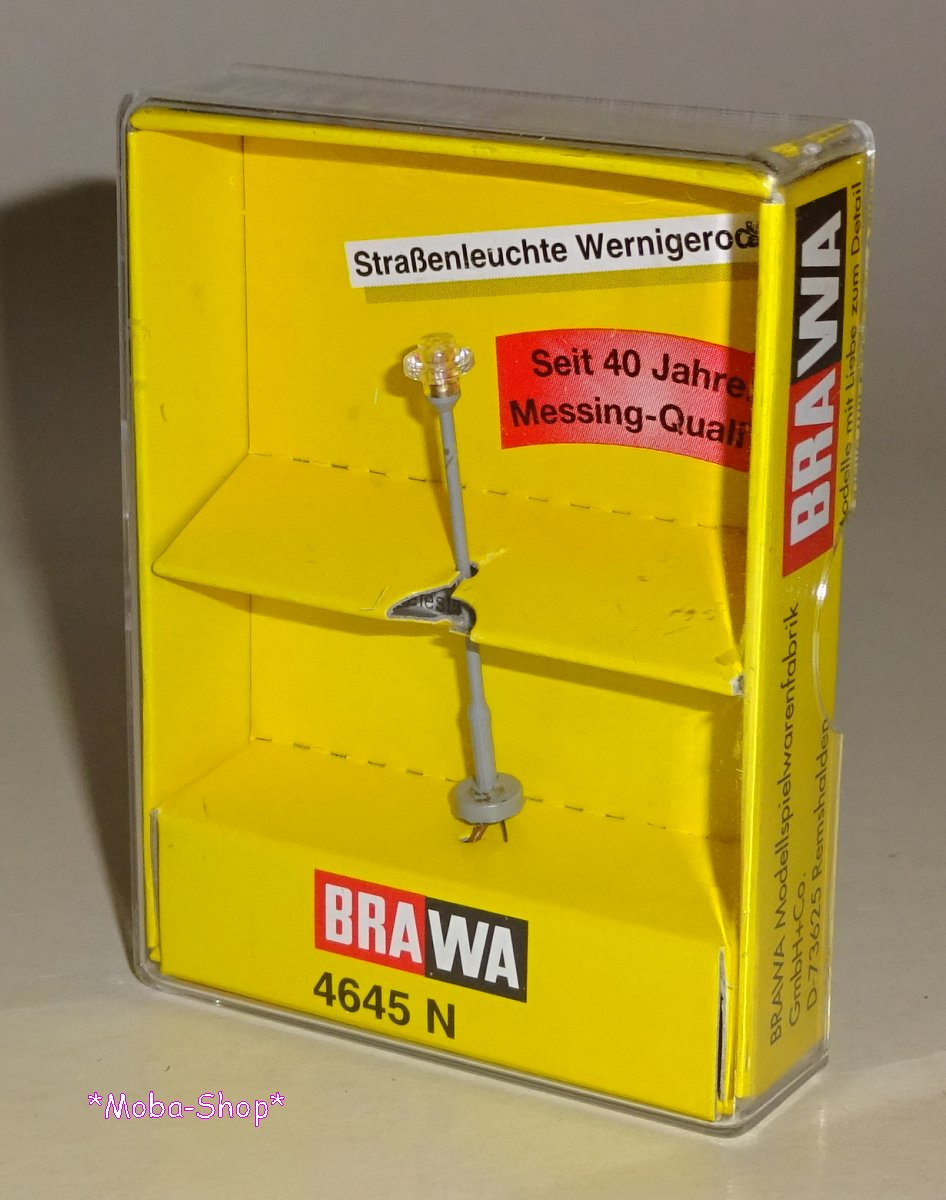 Straßenleuchte Wernigerode
Seit 40 Jahre
Messing-Quali
BRAWA
4645 N
BRAWA
Modelle mit Liebe zum Detail
BRAWA Modellspielwarenfabrik
GmbH+Co.
D-73625 Remshalden
*Moba-Shop*